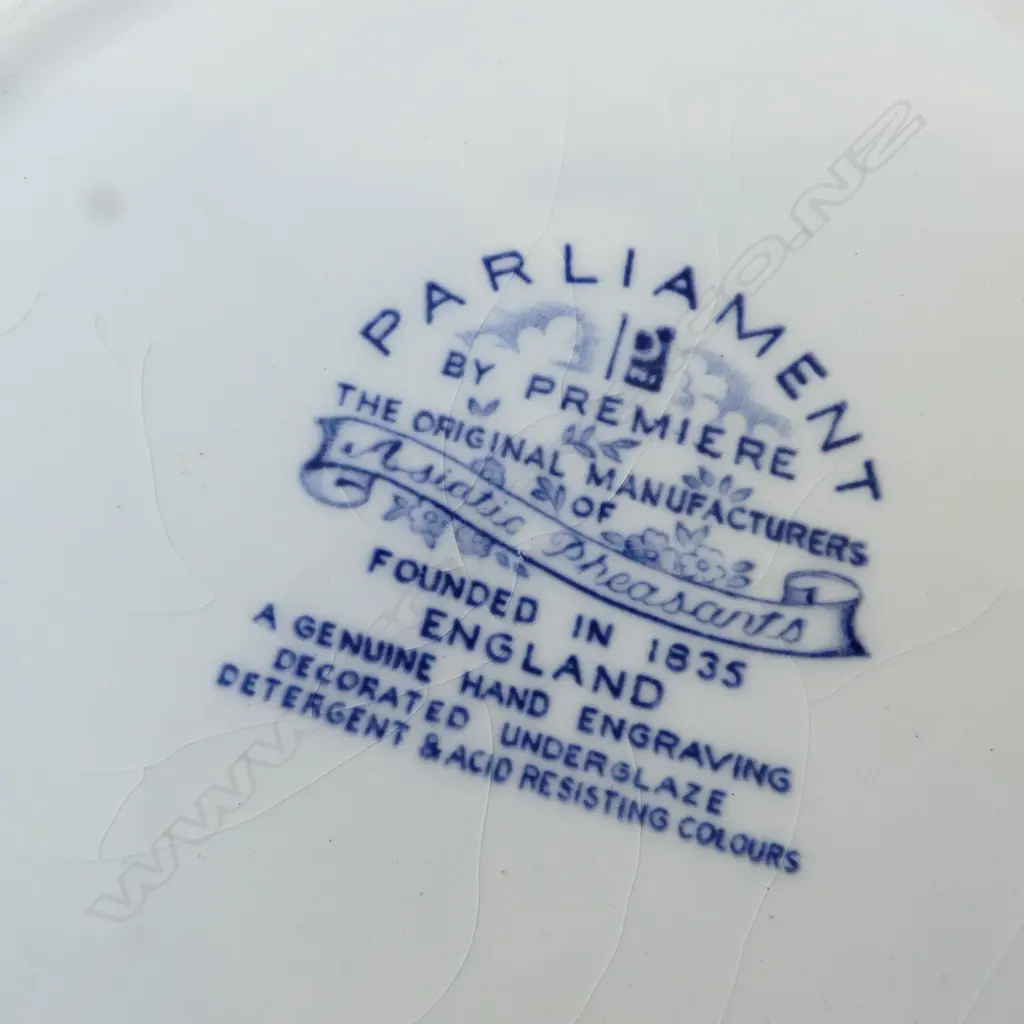 PARLIAMENT
BY PREMIERE
THE ORIGINAL MANUFACTURERS
OF
Asiatic Pheasants
FOUNDED IN 1835
ENGLAND
A GENUINE HAND ENGRAVING
DECORATED UNDERGLAZE
DETERGENT & ACID RESISTING COLOURS